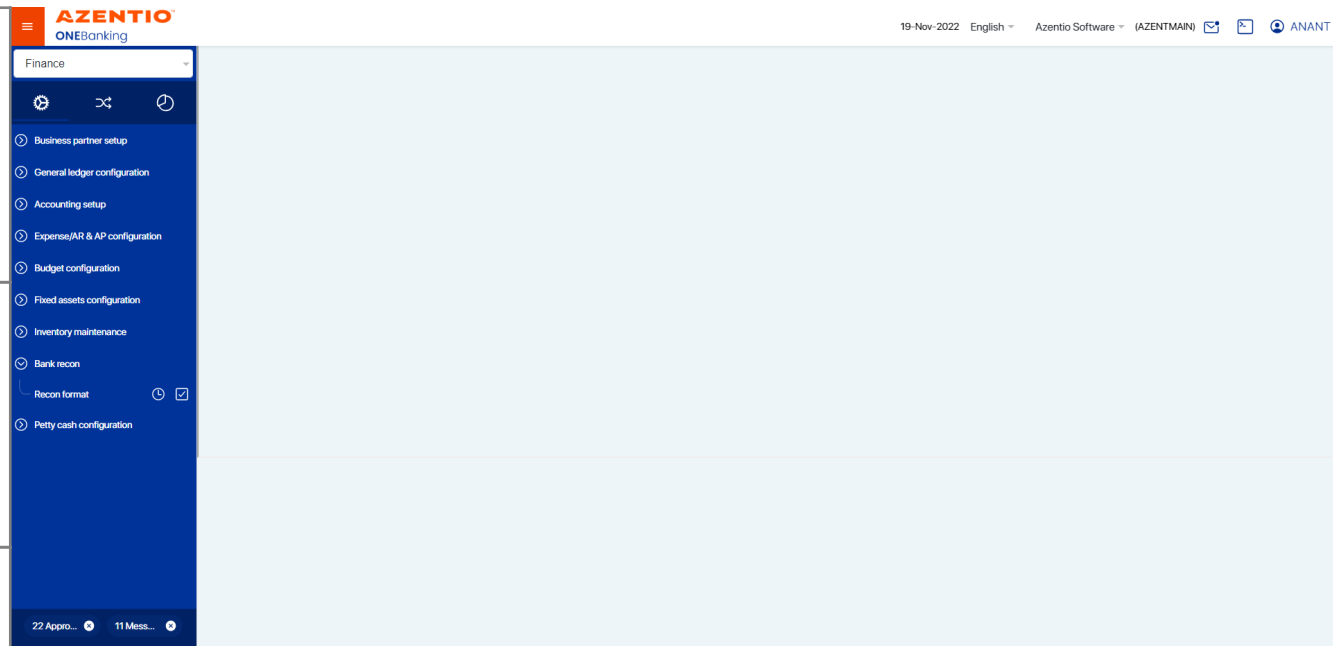 AZENTIO™
ONEBanking
19-Nov-2022 English Azentio Software (AZENTMAIN) ANANT
Finance
Business partner setup
General ledger configuration
Accounting setup
Expense/AR & AP configuration
Budget configuration
Fixed assets configuration
Inventory maintenance
Bank recon
Recon format
Petty cash configuration
22 Appro... 11 Mess...